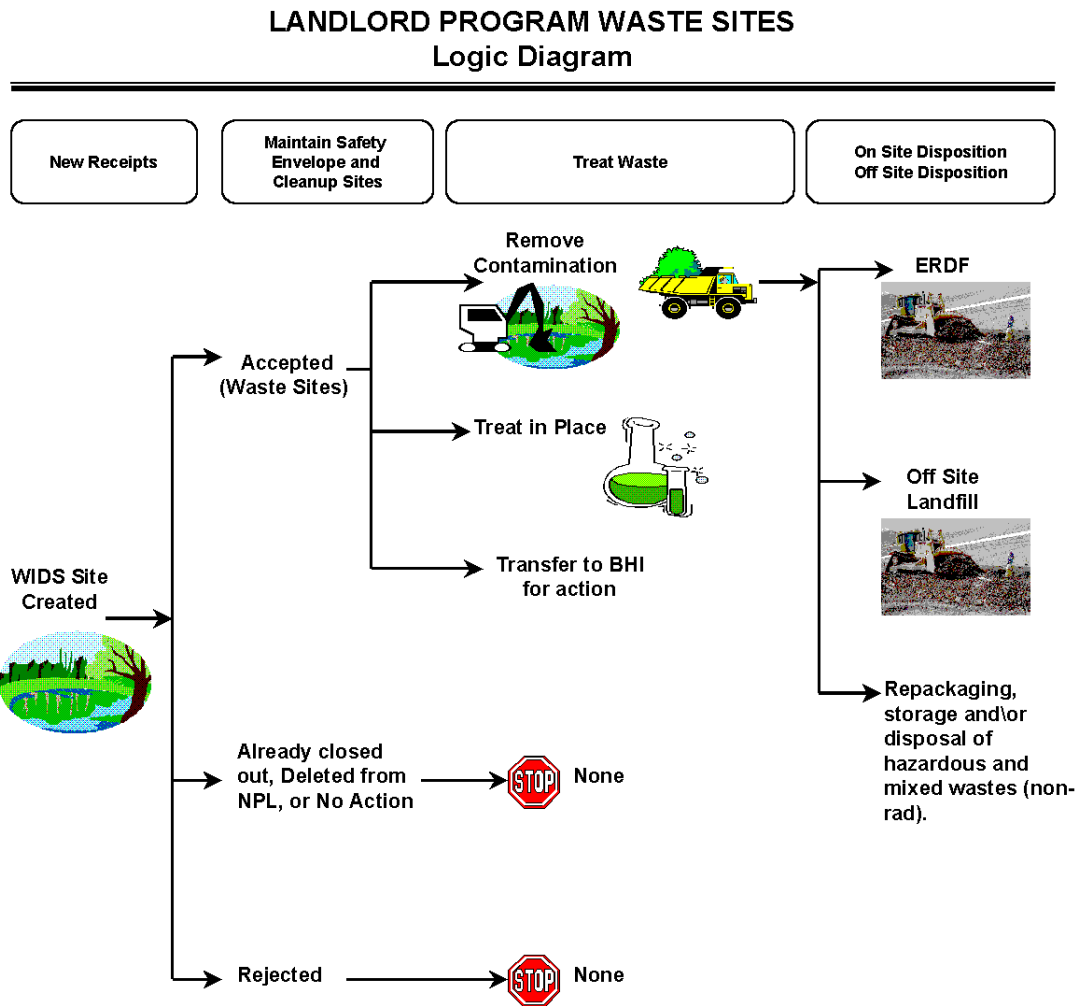 LANDLORD PROGRAM WASTE SITES
Logic Diagram
New Receipts
Maintain Safety
Envelope and
Cleanup Sites
Treat Waste
On Site Disposition
Off Site Disposition
Remove
Contamination
ERDF
Accepted
(Waste Sites)
Treat in Place
Off Site
Landfill
Transfer to BHI
for action
WIDS Site
Created
Repackaging,
storage and\or
disposal of
hazardous and
mixed wastes (non-
rad).
Already closed
out, Deleted from
NPL, or No Action
STOP
None
Rejected
STOP
None